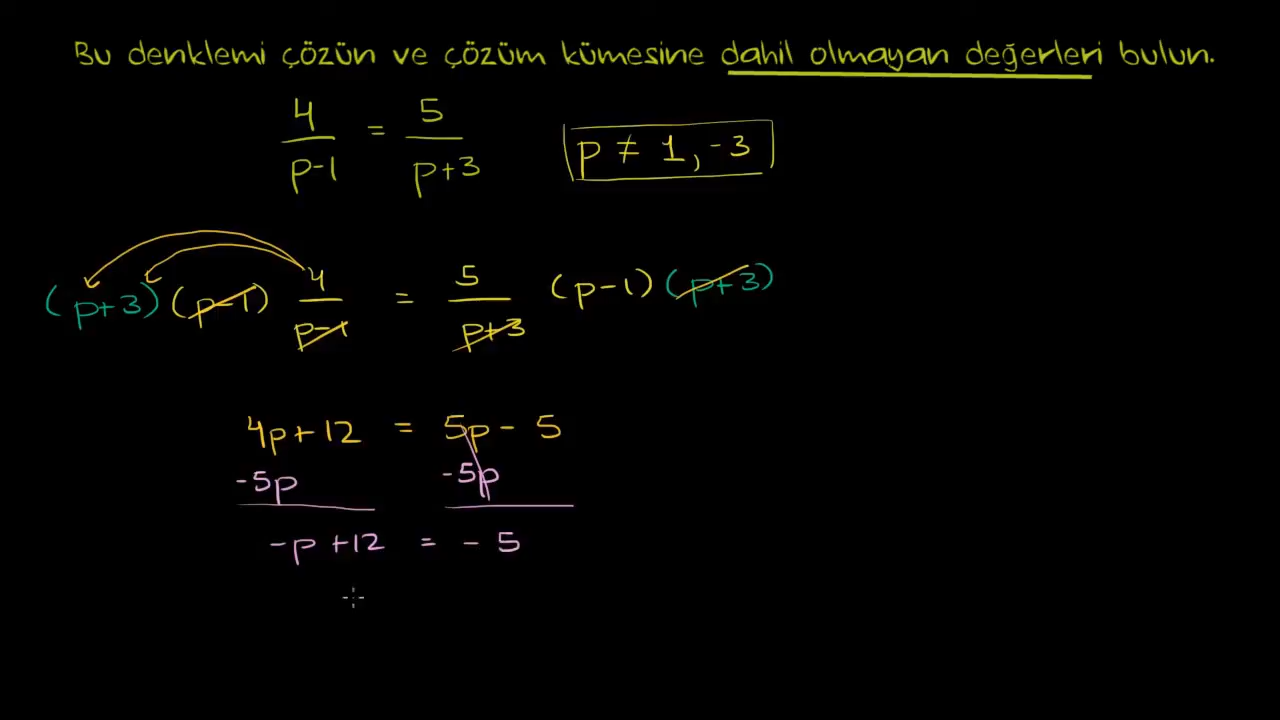 Bu denklemi çözün ve çözüm kümesine dahil olmayan değerleri bulun.
4/p-1 = 5/p+3   p ≠ 1, -3
(p+3) (p-1) 4/p-1 = 5/p+3 (p-1) (p+3)
4p+12 = 5p - 5
-5p   -5p
-p +12 = - 5